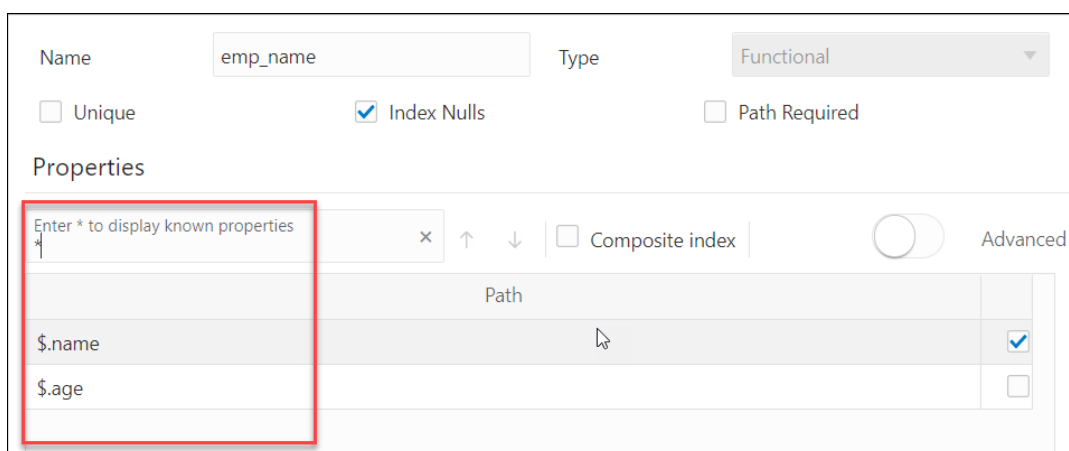 Name emp_name Type Functional
Unique Index Nulls Path Required
Properties
Enter * to display known properties
* Composite index Advanced
Path
$.name
$.age